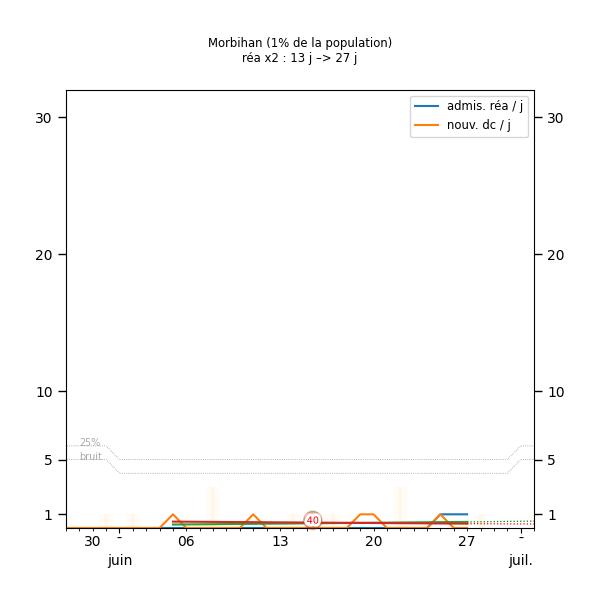 Morbihan (1% de la population)
réa x2 : 13 j –> 27 j
admis. réa / j
nouv. dc / j
30 30
20 20
10 10
25%
bruit
5 5
1 1
40
30 - 06 13 20 27 -
juin juil.